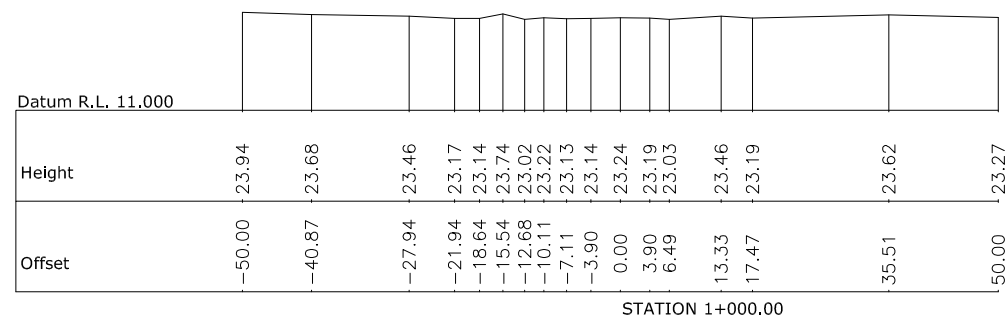 Datum R.L. 11.000
Height 23.94 23.68 23.46 23.17 23.14 23.74 23.02 23.22 23.13 23.14 23.24 23.19 23.03 23.46 23.19 23.62 23.27
Offset −50.00 −40.87 −27.94 −21.94 −18.64 −15.54 −12.68 −10.11 −7.11 −3.90 0.00 3.90 6.49 13.33 17.47 35.51 50.00
STATION 1+000.00